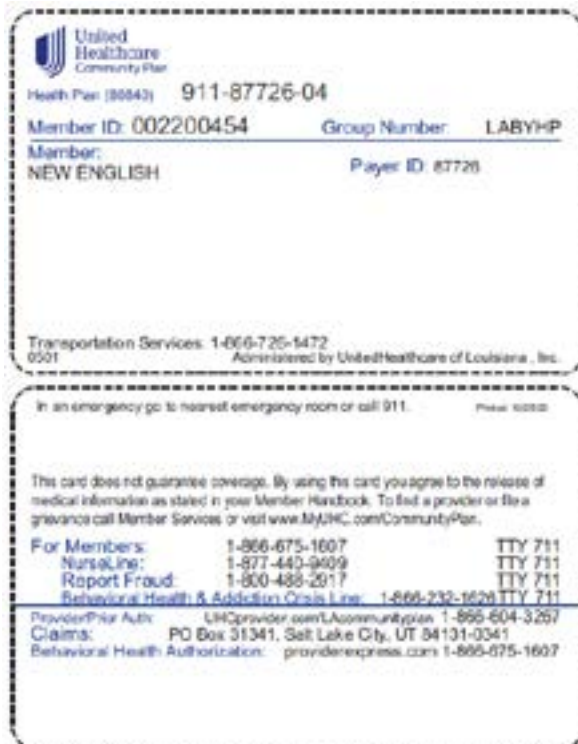 United
Healthcare
Community Plan
Health Plan (80840) 911-87726-04
Member ID: 002200454 Group Number: LABYHP
Member:
NEW ENGLISH Payer ID: 87726
Transportation Services: 1-866-726-1472
0501 Administered by UnitedHealthcare of Louisiana, Inc.
In an emergency go to nearest emergency room or call 911. Printed:
This card does not guarantee coverage. By using this card you agree to the release of
medical information as stated in your Member Handbook. To find a provider or file a
grievance call Member Services or visit www.MyUHC.com/CommunityPlan.
For Members: 1-866-675-1607 TTY 711
NurseLine: 1-877-440-9409 TTY 711
Report Fraud: 1-800-488-2917 TTY 711
Behavioral Health & Addiction Crisis Line: 1-866-232-1626 TTY 711
Provider/Prior Auth: UHCprovider.com/LAcommunityplan 1-866-604-3267
Claims: PO Box 31341, Salt Lake City, UT 84131-0341
Behavioral Health Authorization: providerexpress.com 1-866-675-1607